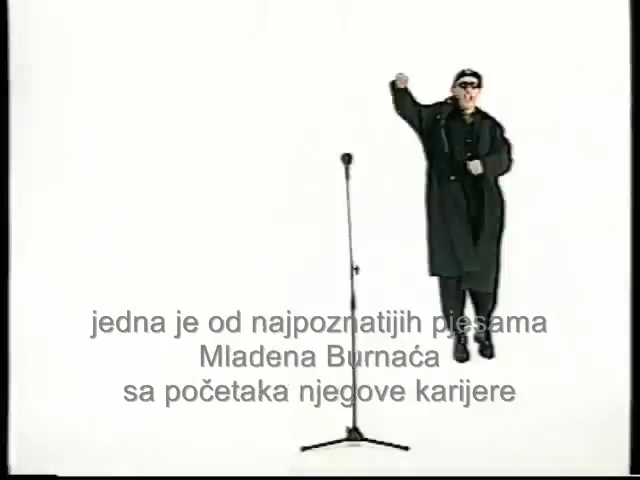 jedna je od najpoznatijih pjesama
Mladena Burnaća
sa početaka njegove karijere